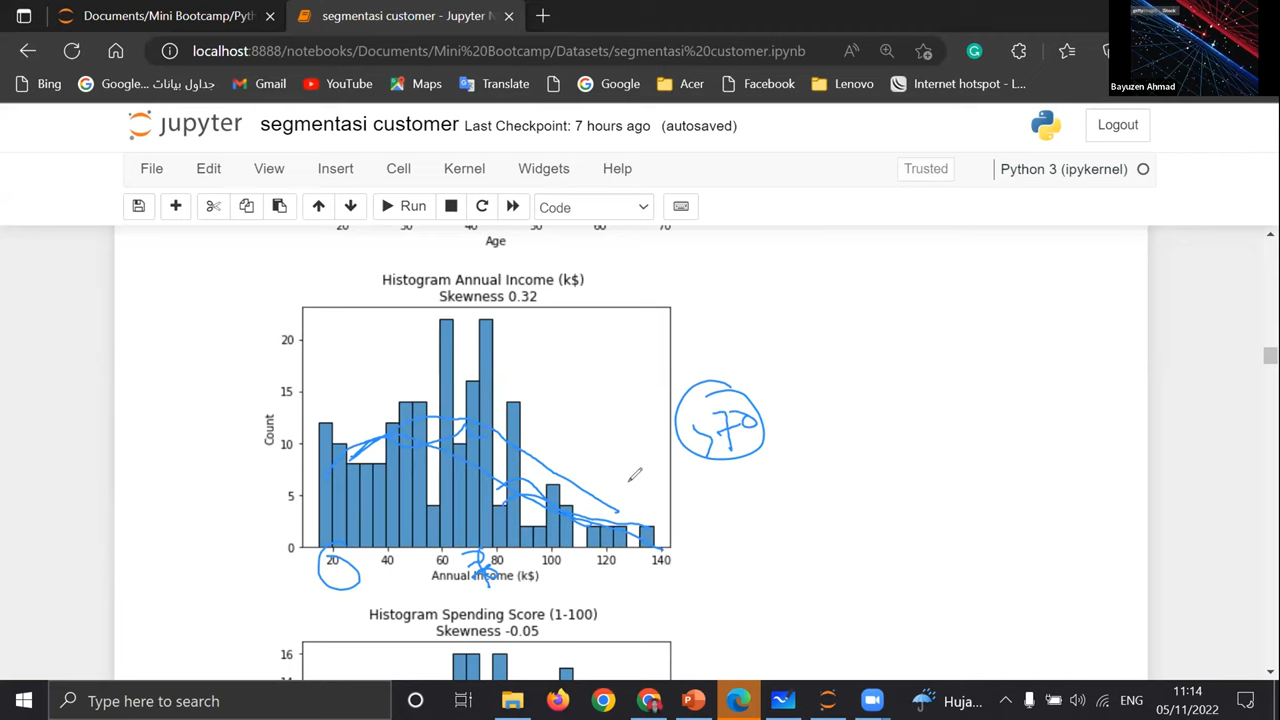 Documents/Mini Bootcamp/Pyth
segmentasi customer - Jupyter N
gettyimages iStock
localhost:8888/notebooks/Documents/Mini%20Bootcamp/Datasets/segmentasi%20customer.ipynb
Bayuzen Ahmad
Bing
Google... جداول بيانات
Gmail
YouTube
Maps
Translate
Google
Acer
Facebook
Lenovo
Internet hotspot - L...
jupyter
segmentasi customer Last Checkpoint: 7 hours ago (autosaved)
Logout
File Edit View Insert Cell Kernel Widgets Help
Trusted
Python 3 (ipykernel)
Run
Code
20 30 40 50 60 70
Age
Histogram Annual Income (k$)
Skewness 0.32
20
15
10
5
0
Count
70
20 40 60 80 100 120 140
Annual Income (k$)
Histogram Spending Score (1-100)
Skewness -0.05
16
14
Type here to search
Huja...
ENG
11:14
05/11/2022